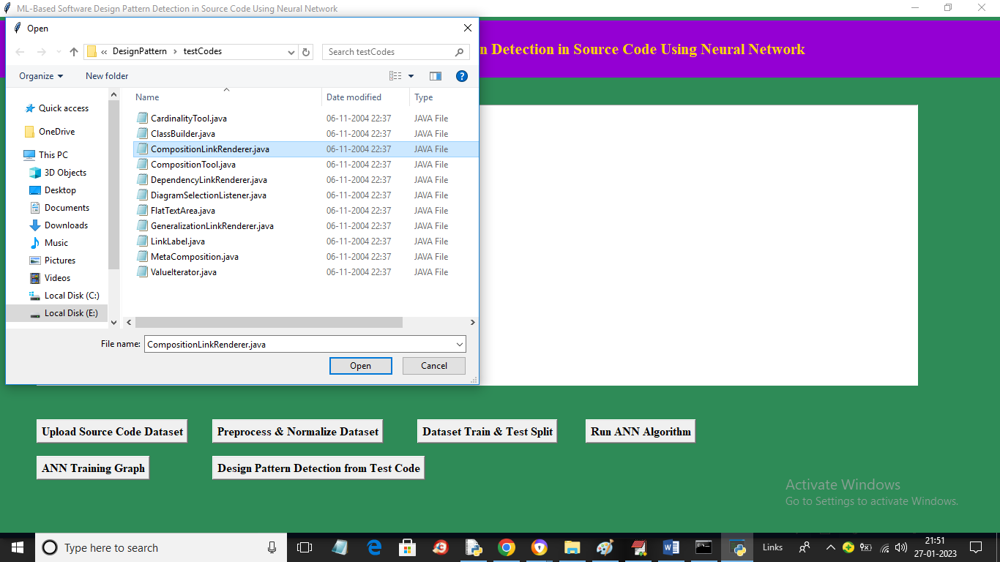 ML-Based Software Design Pattern Detection in Source Code Using Neural Network
Open
n Detection in Source Code Using Neural Network
« DesignPattern › testCodes
Search testCodes
Organize
New folder
Name Date modified Type
Quick access
OneDrive
This PC
3D Objects
Desktop
Documents
Downloads
Music
Pictures
Videos
Local Disk (C:)
Local Disk (E:)
CardinalityTool.java 06-11-2004 22:37 JAVA File
ClassBuilder.java 06-11-2004 22:37 JAVA File
CompositionLinkRenderer.java 06-11-2004 22:37 JAVA File
CompositionTool.java 06-11-2004 22:37 JAVA File
DependencyLinkRenderer.java 06-11-2004 22:37 JAVA File
DiagramSelectionListener.java 06-11-2004 22:37 JAVA File
FlatTextArea.java 06-11-2004 22:37 JAVA File
GeneralizationLinkRenderer.java 06-11-2004 22:37 JAVA File
LinkLabel.java 06-11-2004 22:37 JAVA File
MetaComposition.java 06-11-2004 22:37 JAVA File
ValueIterator.java 06-11-2004 22:37 JAVA File
File name: CompositionLinkRenderer.java
Open Cancel
Upload Source Code Dataset Preprocess & Normalize Dataset Dataset Train & Test Split Run ANN Algorithm
ANN Training Graph Design Pattern Detection from Test Code
Activate Windows
Go to Settings to activate Windows.
Type here to search
Links
21:51
27-01-2023